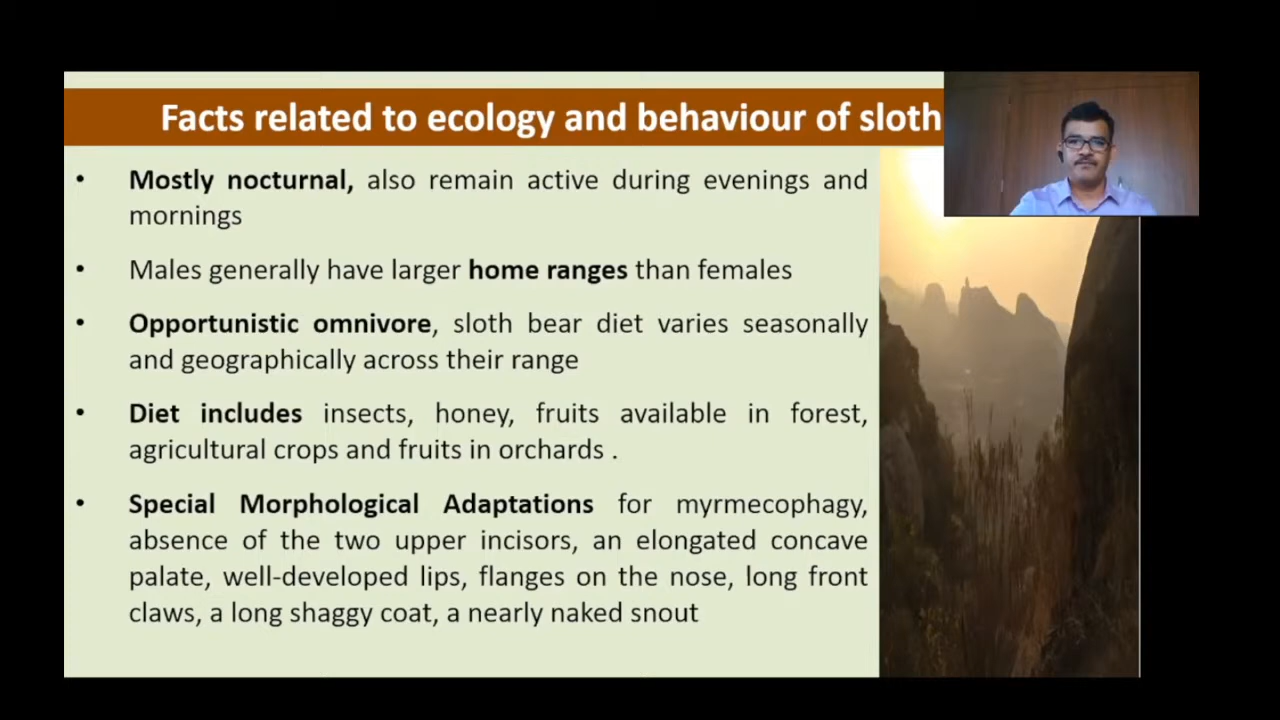 Facts related to ecology and behaviour of sloth
• Mostly nocturnal, also remain active during evenings and
mornings
• Males generally have larger home ranges than females
• Opportunistic omnivore, sloth bear diet varies seasonally
and geographically across their range
• Diet includes insects, honey, fruits available in forest,
agricultural crops and fruits in orchards .
• Special Morphological Adaptations for myrmecophagy,
absence of the two upper incisors, an elongated concave
palate, well-developed lips, flanges on the nose, long front
claws, a long shaggy coat, a nearly naked snout